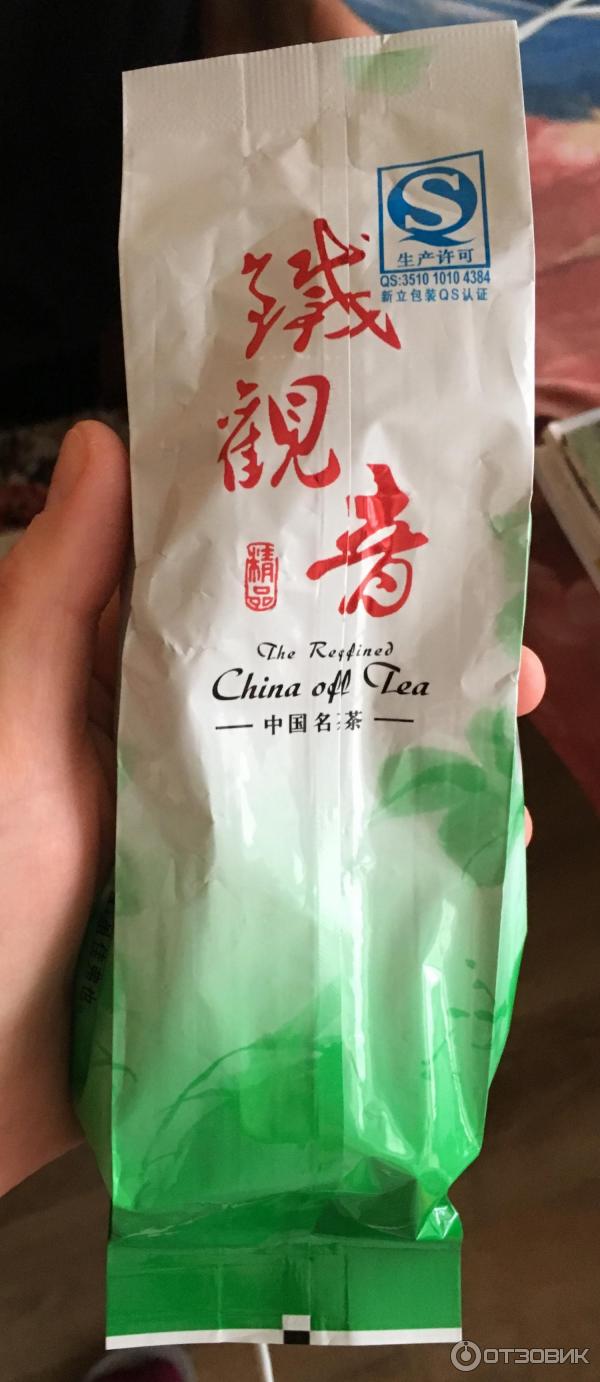 S
生产许可
QS:3510 1010 4384
新立包装QS认证
鐵
觀
音
精品
The Reqfined
China off Tea
中国名茶
ОТЗОВИК